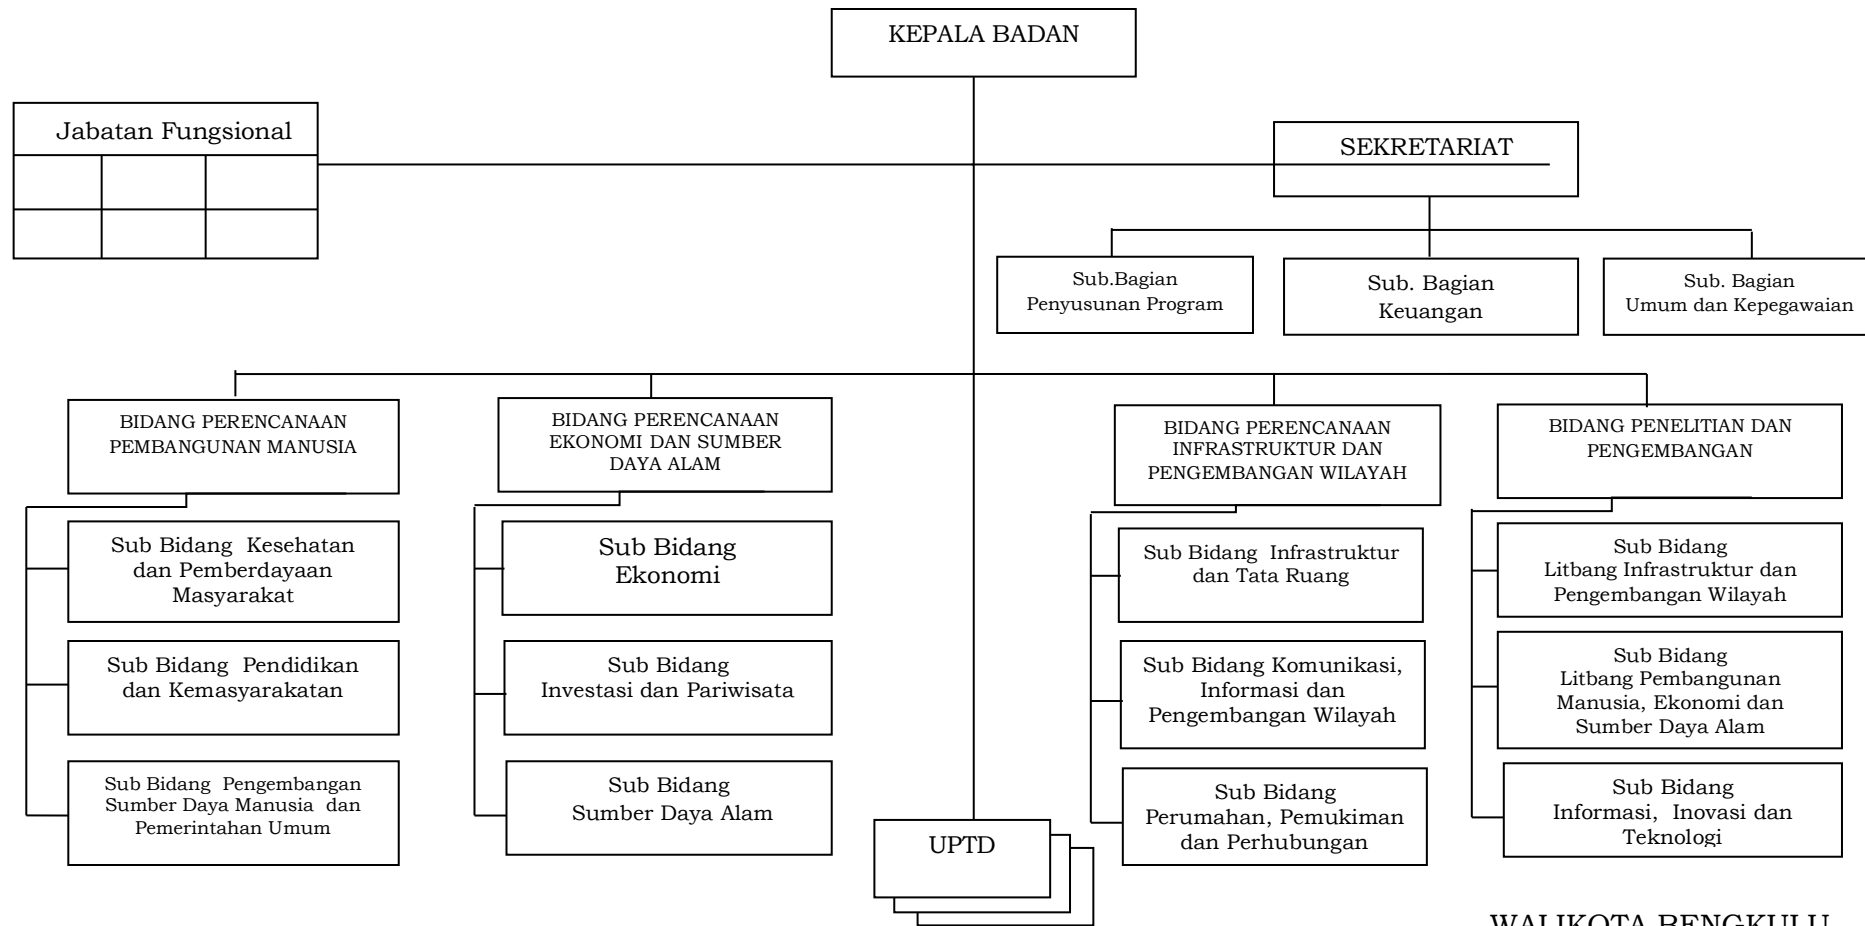 KEPALA BADAN
Jabatan Fungsional
SEKRETARIAT
Sub.Bagian
Penyusunan Program
Sub. Bagian
Keuangan
Sub. Bagian
Umum dan Kepegawaian
BIDANG PERENCANAAN
PEMBANGUNAN MANUSIA
BIDANG PERENCANAAN
EKONOMI DAN SUMBER
DAYA ALAM
BIDANG PERENCANAAN
INFRASTRUKTUR DAN
PENGEMBANGAN WILAYAH
BIDANG PENELITIAN DAN
PENGEMBANGAN
Sub Bidang Kesehatan
dan Pemberdayaan
Masyarakat
Sub Bidang Pendidikan
dan Kemasyarakatan
Sub Bidang Pengembangan
Sumber Daya Manusia dan
Pemerintahan Umum
Sub Bidang
Ekonomi
Sub Bidang
Investasi dan Pariwisata
Sub Bidang
Sumber Daya Alam
UPTD
Sub Bidang Infrastruktur
dan Tata Ruang
Sub Bidang Komunikasi,
Informasi dan
Pengembangan Wilayah
Sub Bidang
Perumahan, Pemukiman
dan Perhubungan
Sub Bidang
Litbang Infrastruktur dan
Pengembangan Wilayah
Sub Bidang
Litbang Pembangunan
Manusia, Ekonomi dan
Sumber Daya Alam
Sub Bidang
Informasi, Inovasi dan
Teknologi
WALIKOTA BENGKULU